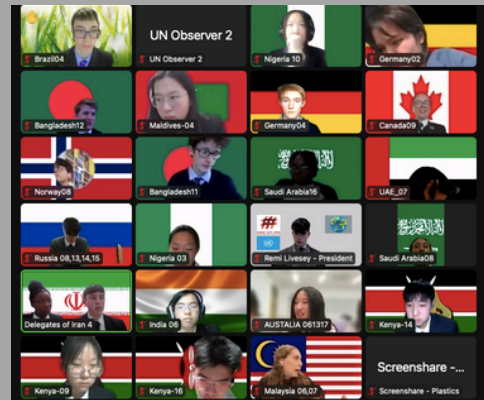 Brazil04
UN Observer 2
UN Observer 2
Nigeria 10
Germany02
Bangladesh12
Maldives-04
Germany04
Canada09
Norway08
Bangladesh11
Saudi Arabia16
UAE_07
Russia 08,13,14,15
Nigeria 03
Remi Livesey - President
Saudi Arabia08
Delegates of Iran 4
India 06
AUSTALIA 061317
Kenya-14
Kenya-09
Kenya-16
Malaysia 06,07
Screenshare -...
Screenshare - Plastics